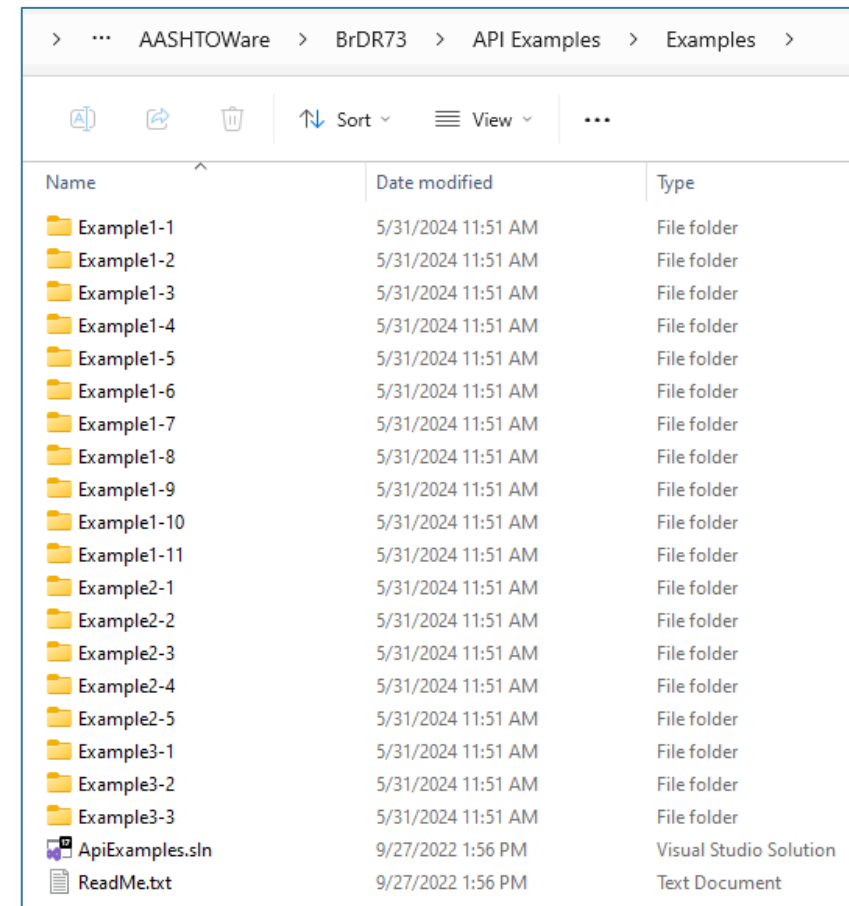 > ··· AASHTOWare > BrDR73 > API Examples > Examples >
A Sort View ···
Name Date modified Type
Example1-1 5/31/2024 11:51 AM File folder
Example1-2 5/31/2024 11:51 AM File folder
Example1-3 5/31/2024 11:51 AM File folder
Example1-4 5/31/2024 11:51 AM File folder
Example1-5 5/31/2024 11:51 AM File folder
Example1-6 5/31/2024 11:51 AM File folder
Example1-7 5/31/2024 11:51 AM File folder
Example1-8 5/31/2024 11:51 AM File folder
Example1-9 5/31/2024 11:51 AM File folder
Example1-10 5/31/2024 11:51 AM File folder
Example1-11 5/31/2024 11:51 AM File folder
Example2-1 5/31/2024 11:51 AM File folder
Example2-2 5/31/2024 11:51 AM File folder
Example2-3 5/31/2024 11:51 AM File folder
Example2-4 5/31/2024 11:51 AM File folder
Example2-5 5/31/2024 11:51 AM File folder
Example3-1 5/31/2024 11:51 AM File folder
Example3-2 5/31/2024 11:51 AM File folder
Example3-3 5/31/2024 11:51 AM File folder
17 ApiExamples.sln 9/27/2022 1:56 PM Visual Studio Solution
ReadMe.txt 9/27/2022 1:56 PM Text Document